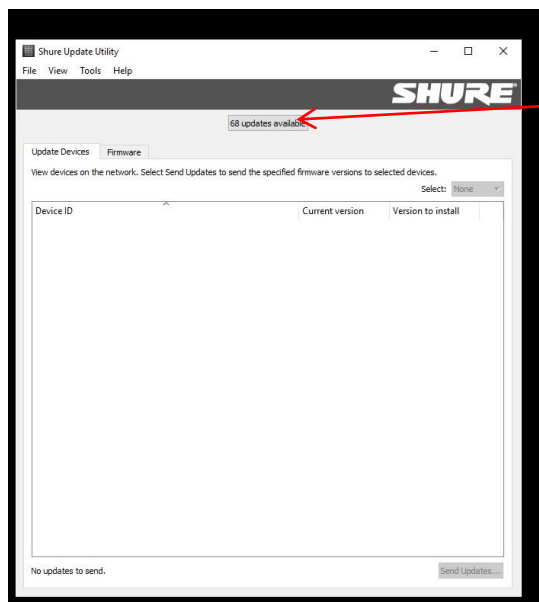 Shure Update Utility
File View Tools Help
SHURE
68 updates available
Update Devices Firmware
View devices on the network. Select Send Updates to send the specified firmware versions to selected devices.
Select: None
Device ID Current version Version to install
No updates to send. Send Updates...